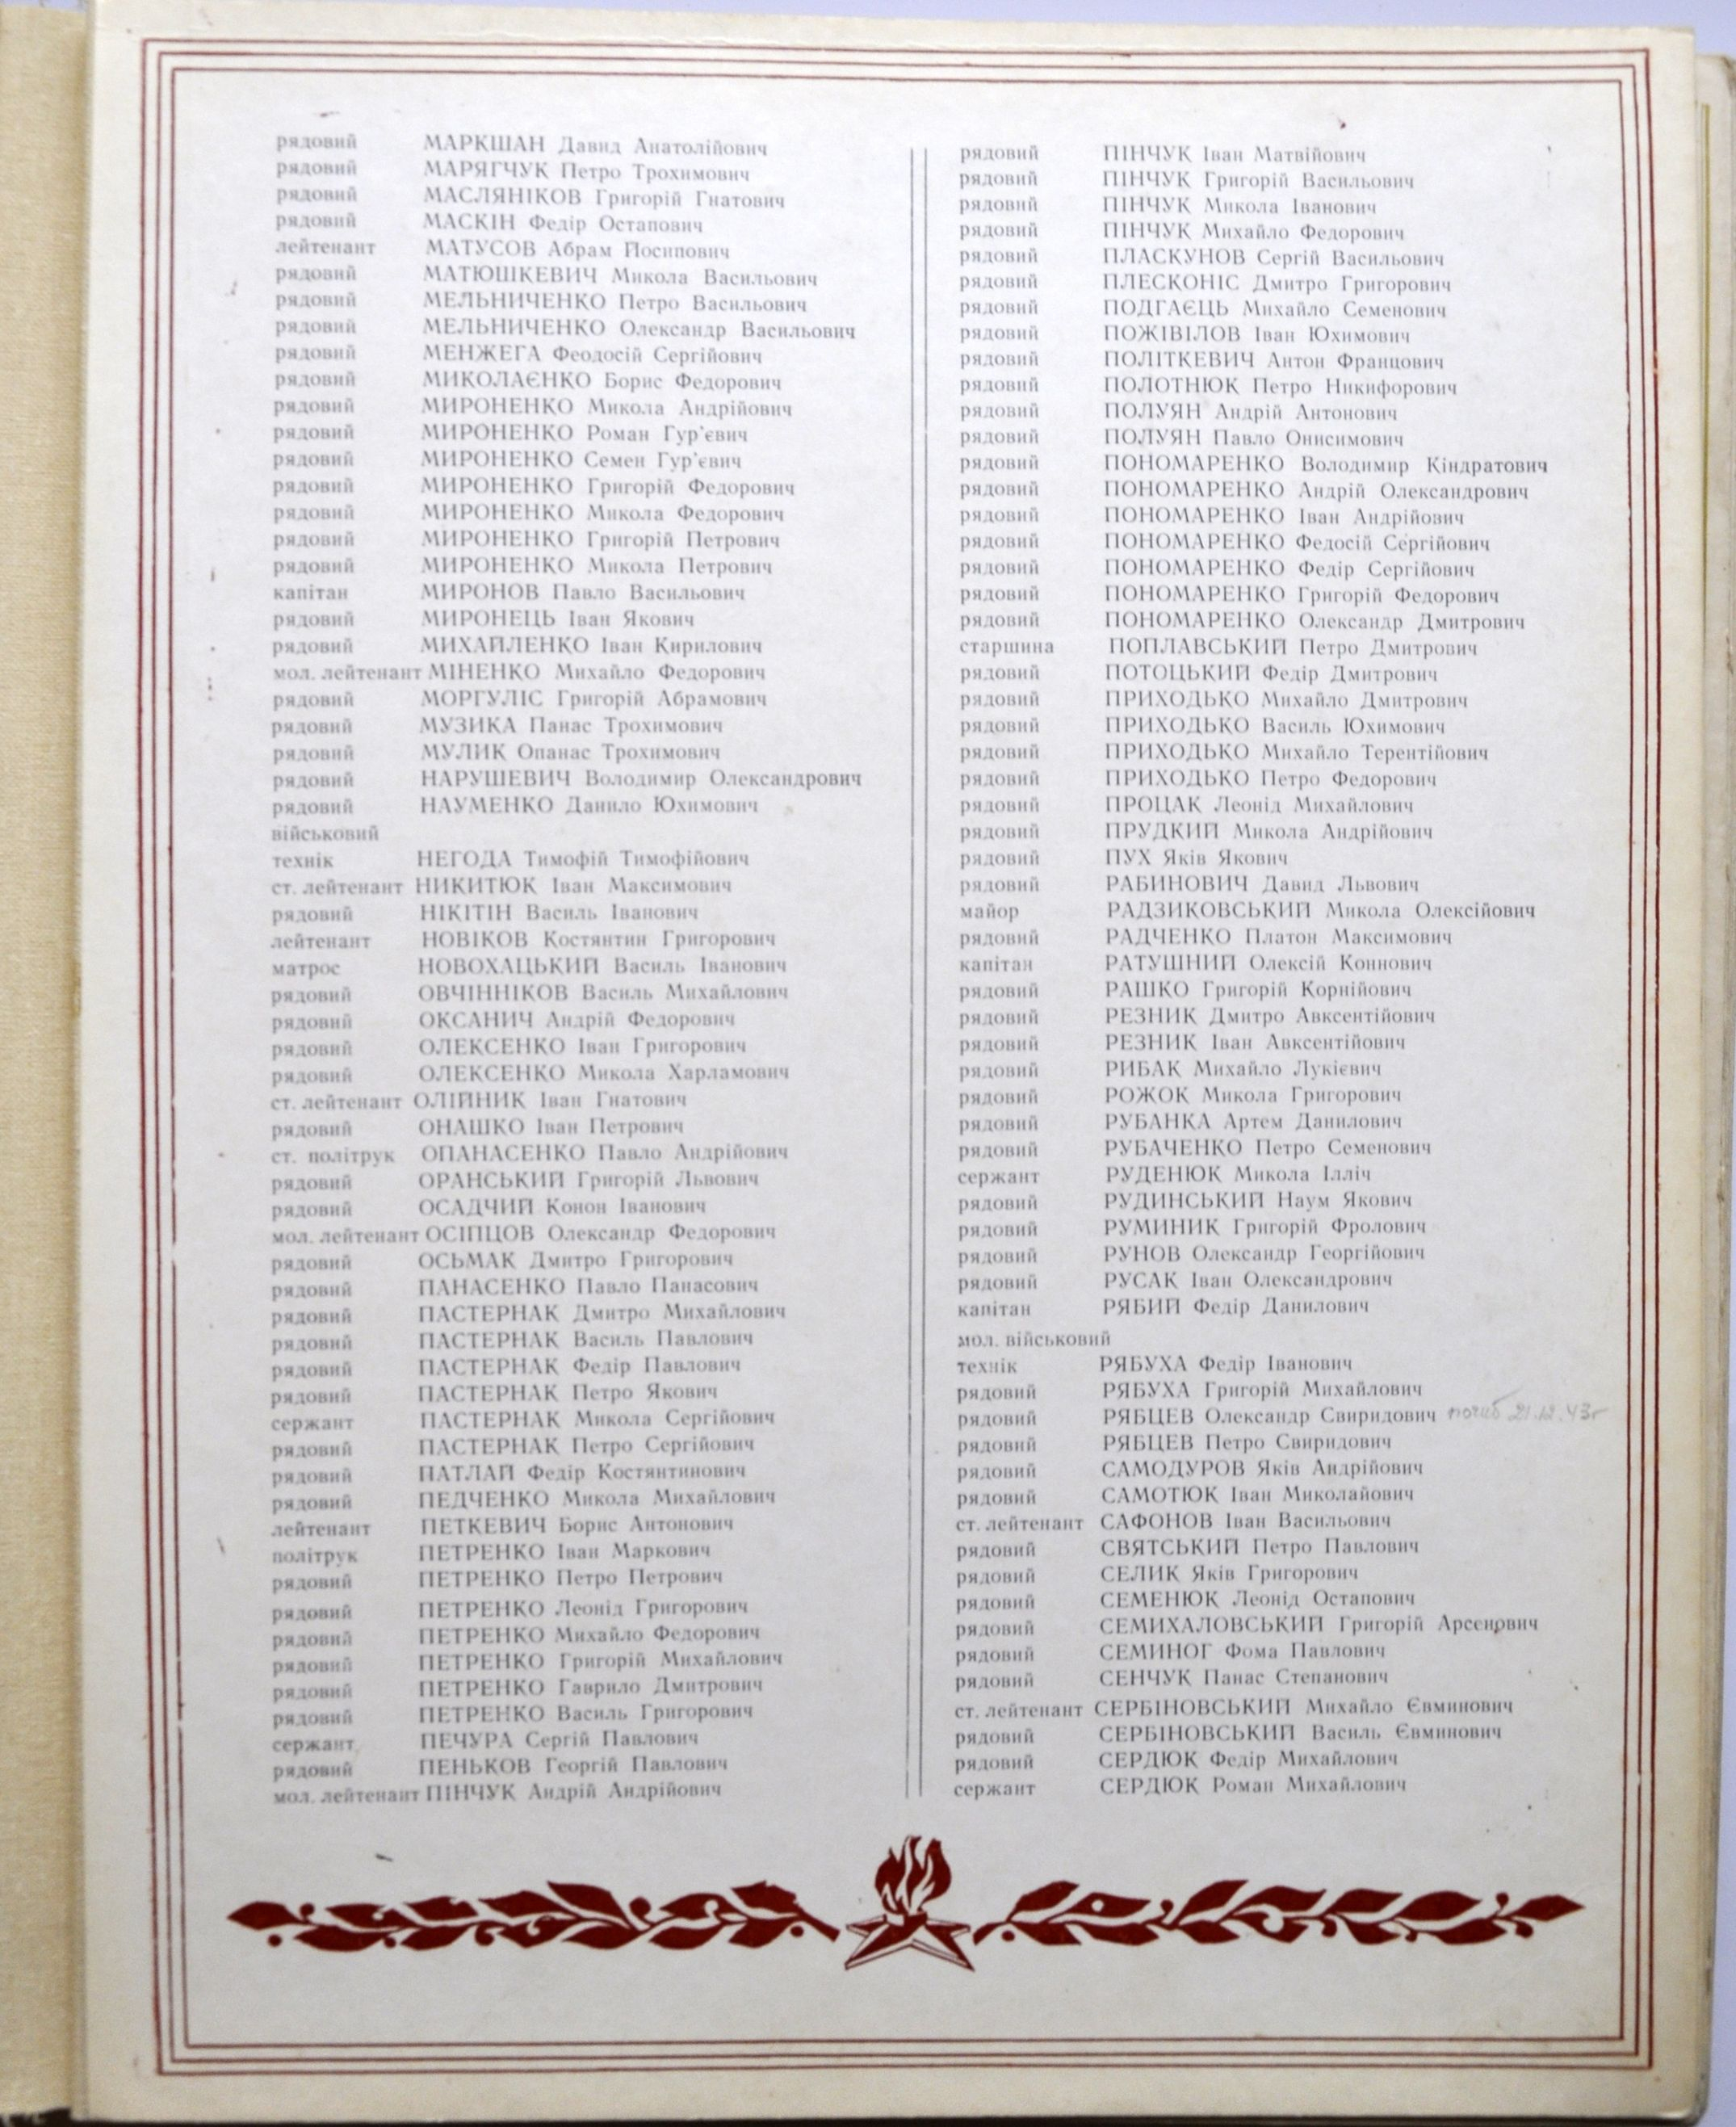 рядовий МАРКШАН Давид Анатолійович
рядовий МАРЯГЧУК Петро Трохимович
рядовий МАСЛЯНІКОВ Григорій Гнатович
рядовий МАСКІН Федір Остапович
лейтенант МАТУСОВ Абрам Йосипович
рядовий МАТЮШКЕВИЧ Микола Васильович
рядовий МЕЛЬНИЧЕНКО Петро Васильович
рядовий МЕЛЬНИЧЕНКО Олександр Васильович
рядовий МЕНЖЕГА Феодосій Сергійович
рядовий МИКОЛАЄНКО Борис Федорович
рядовий МИРОНЕНКО Микола Андрійович
рядовий МИРОНЕНКО Роман Гур'євич
рядовий МИРОНЕНКО Семен Гур'євич
рядовий МИРОНЕНКО Григорій Федорович
рядовий МИРОНЕНКО Микола Федорович
рядовий МИРОНЕНКО Григорій Петрович
рядовий МИРОНЕНКО Микола Петрович
капітан МИРОНОВ Павло Васильович
рядовий МИРОНЕЦЬ Іван Якович
рядовий МИХАЙЛЕНКО Іван Кирилович
мол. лейтенант МІНЕНКО Михайло Федорович
рядовий МОРГУЛІС Григорій Абрамович
рядовий МУЗИКА Панас Трохимович
рядовий МУЛИК Опанас Трохимович
рядовий НАРУШЕВИЧ Володимир Олександрович
рядовий НАУМЕНКО Данило Юхимович
військовий
технік НЕГОДА Тимофій Тимофійович
ст. лейтенант НИКИТЮК Іван Максимович
рядовий НІКІТІН Василь Іванович
лейтенант НОВІКОВ Костянтин Григорович
матрос НОВОХАЦЬКИЙ Василь Іванович
рядовий ОВЧІННІКОВ Василь Михайлович
рядовий ОКСАНИЧ Андрій Федорович
рядовий ОЛЕКСЕНКО Іван Григорович
рядовий ОЛЕКСЕНКО Микола Харламович
ст. лейтенант ОЛІЙНИК Іван Гнатович
рядовий ОНАШКО Іван Петрович
ст. політрук ОПАНАСЕНКО Павло Андрійович
рядовий ОРАНСЬКИЙ Григорій Львович
рядовий ОСАДЧИЙ Конон Іванович
мол. лейтенант ОСІПЦОВ Олександр Федорович
рядовий ОСЬМАК Дмитро Григорович
рядовий ПАНАСЕНКО Павло Панасович
рядовий ПАСТЕРНАК Дмитро Михайлович
рядовий ПАСТЕРНАК Василь Павлович
рядовий ПАСТЕРНАК Федір Павлович
рядовий ПАСТЕРНАК Петро Якович
сержант ПАСТЕРНАК Микола Сергійович
рядовий ПАСТЕРНАК Петро Сергійович
рядовий ПАТЛАЙ Федір Костянтинович
рядовий ПЕДЧЕНКО Микола Михайлович
лейтенант ПЕТКЕВИЧ Борис Антонович
політрук ПЕТРЕНКО Іван Маркович
рядовий ПЕТРЕНКО Петро Петрович
рядовий ПЕТРЕНКО Леонід Григорович
рядовий ПЕТРЕНКО Михайло Федорович
рядовий ПЕТРЕНКО Григорій Михайлович
рядовий ПЕТРЕНКО Гаврило Дмитрович
рядовий ПЕТРЕНКО Василь Григорович
сержант ПЕЧУРА Сергій Павлович
рядовий ПЕНЬКОВ Георгій Павлович
мол. лейтенант ПІНЧУК Андрій Андрійович
рядовий ПІНЧУК Іван Матвійович
рядовий ПІНЧУК Григорій Васильович
рядовий ПІНЧУК Микола Іванович
рядовий ПІНЧУК Михайло Федорович
рядовий ПЛАСКУНОВ Сергій Васильович
рядовий ПЛЕСКОНІС Дмитро Григорович
рядовий ПОДГАЄЦЬ Михайло Семенович
рядовий ПОЖІВІЛОВ Іван Юхимович
рядовий ПОЛІТКЕВИЧ Антон Францович
рядовий ПОЛОТНЮК Петро Никифорович
рядовий ПОЛУЯН Андрій Антонович
рядовий ПОЛУЯН Павло Онисимович
рядовий ПОНОМАРЕНКО Володимир Кіндратович
рядовий ПОНОМАРЕНКО Андрій Олександрович
рядовий ПОНОМАРЕНКО Іван Андрійович
рядовий ПОНОМАРЕНКО Федосій Сергійович
рядовий ПОНОМАРЕНКО Федір Сергійович
рядовий ПОНОМАРЕНКО Григорій Федорович
рядовий ПОНОМАРЕНКО Олександр Дмитрович
старшина ПОПЛАВСЬКИЙ Петро Дмитрович
рядовий ПОТОЦЬКИЙ Федір Дмитрович
рядовий ПРИХОДЬКО Михайло Дмитрович
рядовий ПРИХОДЬКО Василь Юхимович
рядовий ПРИХОДЬКО Михайло Терентійович
рядовий ПРИХОДЬКО Петро Федорович
рядовий ПРОЦАК Леонід Михайлович
рядовий ПРУДКИЙ Микола Андрійович
рядовий ПУХ Яків Якович
рядовий РАБИНОВИЧ Давид Львович
майор РАДЗИКОВСЬКИЙ Микола Олексійович
рядовий РАДЧЕНКО Платон Максимович
капітан РАТУШНИЙ Олексій Коннович
рядовий РАШКО Григорій Корнійович
рядовий РЕЗНИК Дмитро Авксентійович
рядовий РЕЗНИК Іван Авксентійович
рядовий РИБАК Михайло Лукієвич
рядовий РОЖОК Микола Григорович
рядовий РУБАНКА Артем Данилович
рядовий РУБАЧЕНКО Петро Семенович
сержант РУДЕНЮК Микола Ілліч
рядовий РУДИНСЬКИЙ Наум Якович
рядовий РУМИНИК Григорій Фролович
рядовий РУНОВ Олександр Георгійович
рядовий РУСАК Іван Олександрович
капітан РЯБИЙ Федір Данилович
мол. військовий
технік РЯБУХА Федір Іванович
рядовий РЯБУХА Григорій Михайлович
рядовий РЯБЦЕВ Олександр Свиридович погиб 21.12.43г
рядовий РЯБЦЕВ Петро Свиридович
рядовий САМОДУРОВ Яків Андрійович
рядовий САМОТЮК Іван Миколайович
ст. лейтенант САФОНОВ Іван Васильович
рядовий СВЯТСЬКИЙ Петро Павлович
рядовий СЕЛИК Яків Григорович
рядовий СЕМЕНЮК Леонід Остапович
рядовий СЕМИХАЛОВСЬКИЙ Григорій Арсенович
рядовий СЕМИНОГ Фома Павлович
рядовий СЕНЧУК Панас Степанович
ст. лейтенант СЕРБІНОВСЬКИЙ Михайло Євминович
рядовий СЕРБІНОВСЬКИЙ Василь Євминович
рядовий СЕРДЮК Федір Михайлович
сержант СЕРДЮК Роман Михайлович